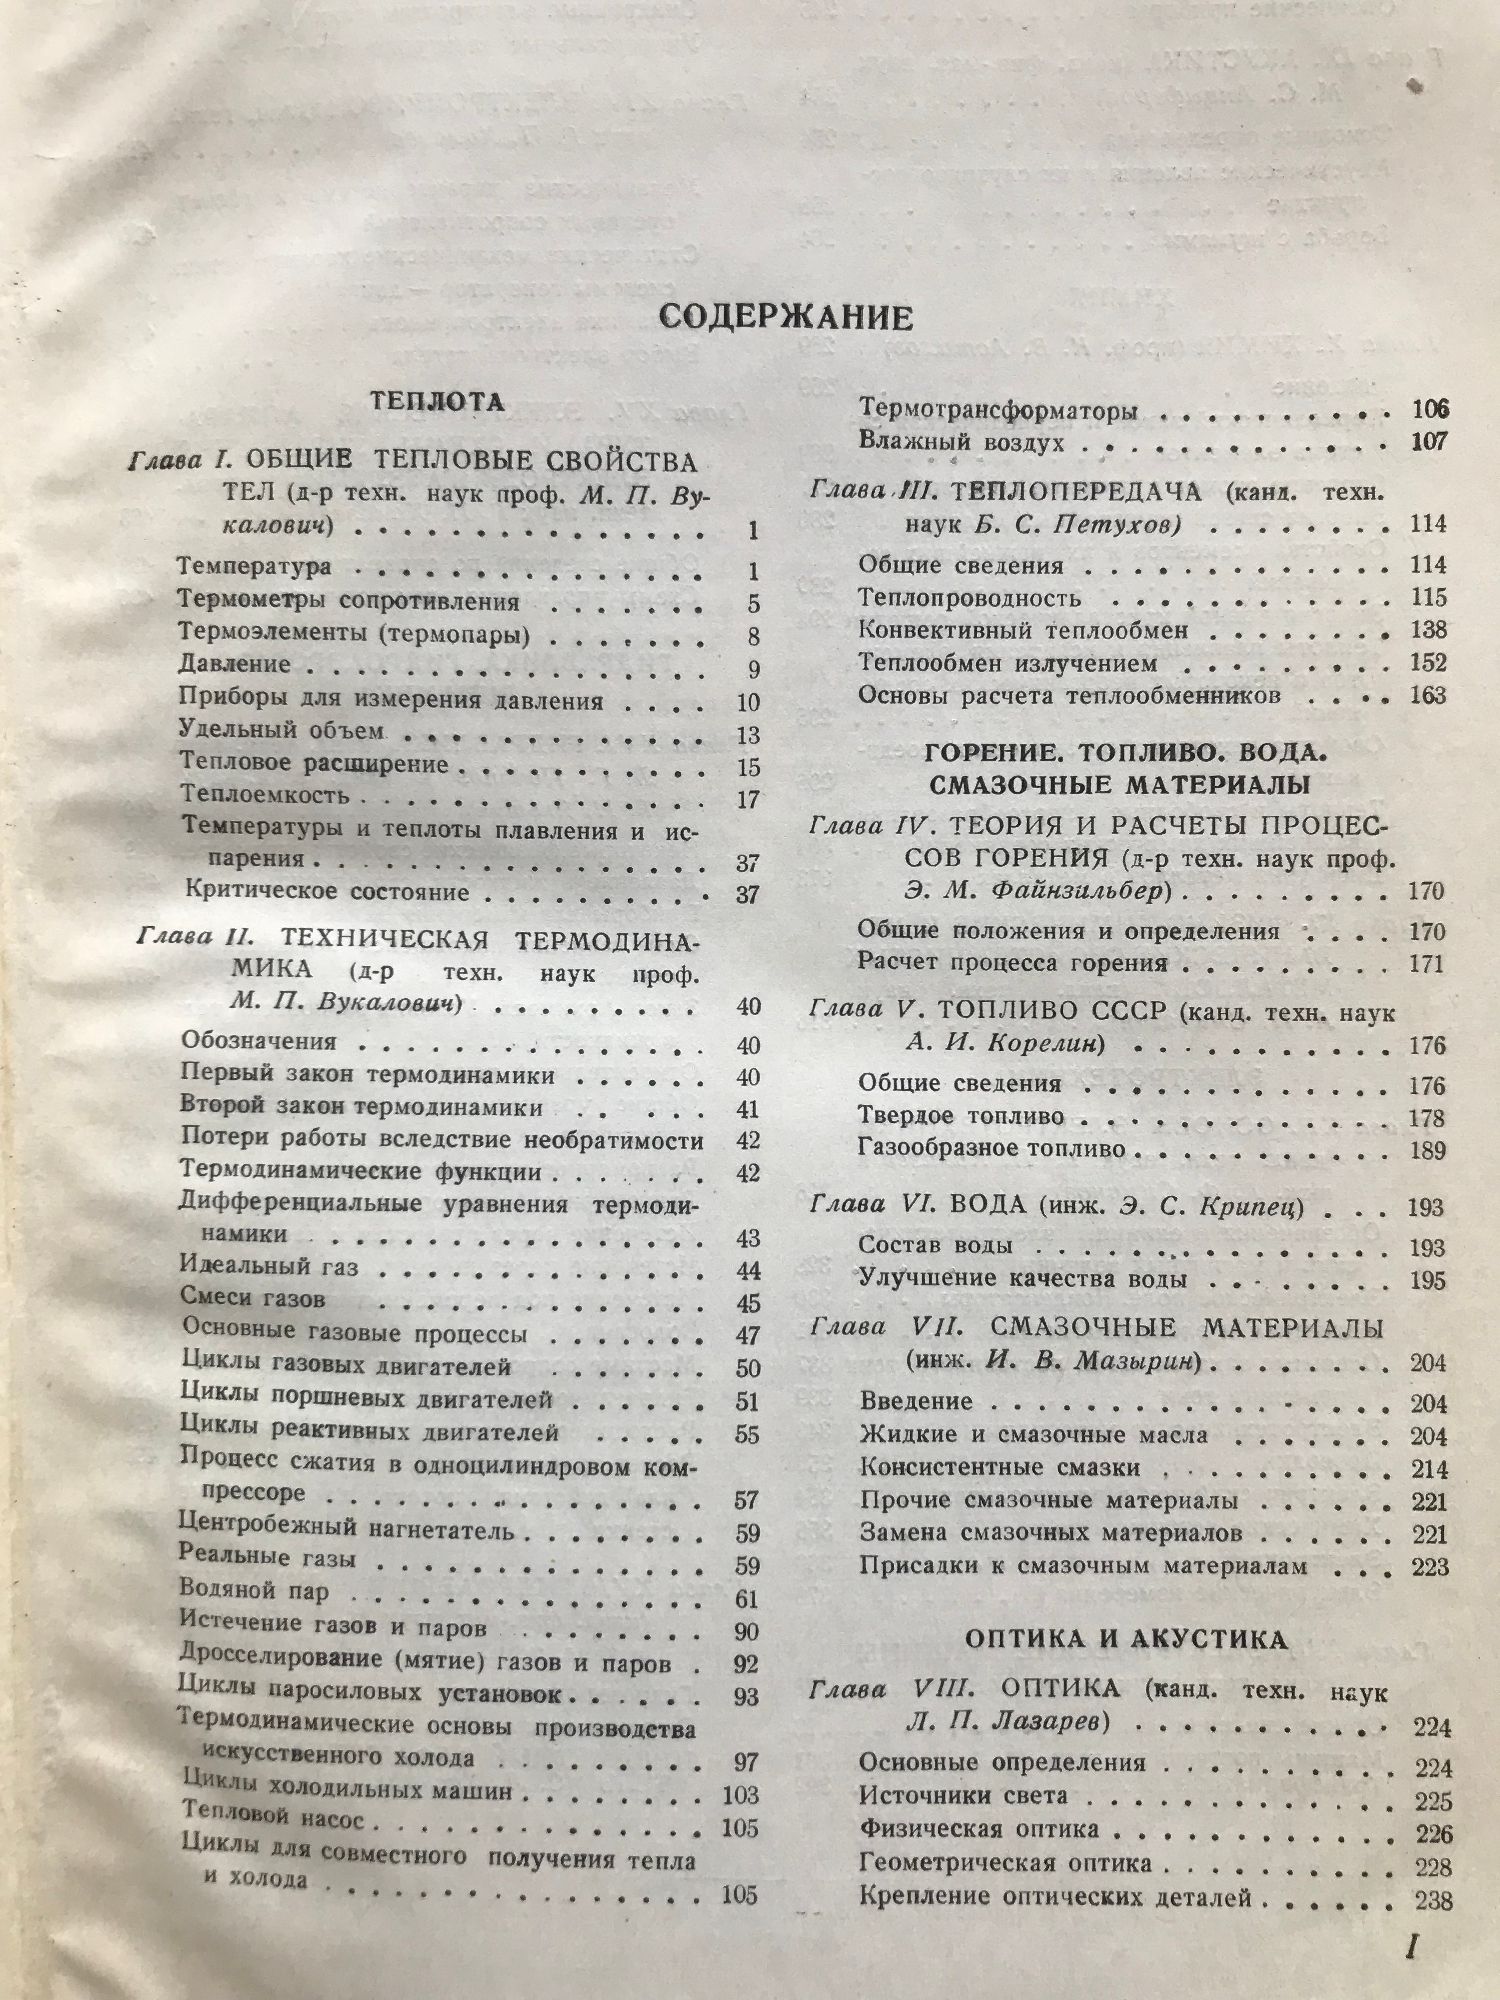 СОДЕРЖАНИЕ
ТЕПЛОТА
Глава I. ОБЩИЕ ТЕПЛОВЫЕ СВОЙСТВА
ТЕЛ (д-р техн. наук проф. М. П. Ву-
калович) . . . . . . . . . . . . . . 1
Температура . . . . . . . . . . . . . . 1
Термометры сопротивления . . . . . . . 5
Термоэлементы (термопары) . . . . . . . 8
Давление . . . . . . . . . . . . . . . . 9
Приборы для измерения давления . . . . 10
Удельный объем . . . . . . . . . . . . 13
Тепловое расширение . . . . . . . . . . 15
Теплоемкость . . . . . . . . . . . . . . 17
Температуры и теплоты плавления и ис-
парения . . . . . . . . . . . . . . . . 37
Критическое состояние . . . . . . . . . 37
Глава II. ТЕХНИЧЕСКАЯ ТЕРМОДИНА-
МИКА (д-р техн. наук проф.
М. П. Вукалович) . . . . . . . . . 40
Обозначения . . . . . . . . . . . . . . 40
Первый закон термодинамики . . . . . . 40
Второй закон термодинамики . . . . . 41
Потери работы вследствие необратимости 42
Термодинамические функции . . . . . . . 42
Дифференциальные уравнения термоди-
намики . . . . . . . . . . . . . . . . 43
Идеальный газ . . . . . . . . . . . . . 44
Смеси газов . . . . . . . . . . . . . 45
Основные газовые процессы . . . . . . . 47
Циклы газовых двигателей . . . . . . . 50
Циклы поршневых двигателей . . . . . . 51
Циклы реактивных двигателей . . . . . 55
Процесс сжатия в одноцилиндровом ком-
прессоре . . . . . . . . . . . . . . . 57
Центробежный нагнетатель . . . . . . . . 59
Реальные газы . . . . . . . . . . . . . 59
Водяной пар . . . . . . . . . . . . . . 61
Истечение газов и паров . . . . . . . . 90
Дросселирование (мятие) газов и паров . 92
Циклы паросиловых установок . . . . . . 93
Термодинамические основы производства
искусственного холода . . . . . . . . . 97
Циклы холодильных машин . . . . . . . . 103
Тепловой насос . . . . . . . . . . . . . 105
Циклы для совместного получения тепла
и холода . . . . . . . . . . . . . . . 105
Термотрансформаторы . . . . . . . . . . 106
Влажный воздух . . . . . . . . . . . . . 107
Глава III. ТЕПЛОПЕРЕДАЧА (канд. техн.
наук Б. С. Петухов) . . . . . . . . 114
Общие сведения . . . . . . . . . . . . . 114
Теплопроводность . . . . . . . . . . . . 115
Конвективный теплообмен . . . . . . . . 138
Теплообмен излучением . . . . . . . . . 152
Основы расчета теплообменников . . . . 163
ГОРЕНИЕ. ТОПЛИВО. ВОДА.
СМАЗОЧНЫЕ МАТЕРИАЛЫ
Глава IV. ТЕОРИЯ И РАСЧЕТЫ ПРОЦЕС-
СОВ ГОРЕНИЯ (д-р техн. наук проф.
Э. М. Файнзильбер) . . . . . . . . . 170
Общие положения и определения . . . . 170
Расчет процесса горения . . . . . . . . . 171
Глава V. ТОПЛИВО СССР (канд. техн. наук
А. И. Корелин) . . . . . . . . . . . 176
Общие сведения . . . . . . . . . . . . . 176
Твердое топливо . . . . . . . . . . . . . 178
Газообразное топливо . . . . . . . . . . . 189
Глава VI. ВОДА (инж. Э. С. Крипец) . . . 193
Состав воды . . . . . . . . . . . . . . . 193
Улучшение качества воды . . . . . . . . 195
Глава VII. СМАЗОЧНЫЕ МАТЕРИАЛЫ
(инж. И. В. Мазырин) . . . . . . . . 204
Введение . . . . . . . . . . . . . . . . . 204
Жидкие и смазочные масла . . . . . . . 204
Консистентные смазки . . . . . . . . . . 214
Прочие смазочные материалы . . . . . . 221
Замена смазочных материалов . . . . . . 221
Присадки к смазочным материалам . . . 223
ОПТИКА И АКУСТИКА
Глава VIII. ОПТИКА (канд. техн. наук
Л. П. Лазарев) . . . . . . . . . . . 224
Основные определения . . . . . . . . . . 224
Источники света . . . . . . . . . . . . . 225
Физическая оптика . . . . . . . . . . . . 226
Геометрическая оптика . . . . . . . . . . 228
Крепление оптических деталей . . . . . . 238
I